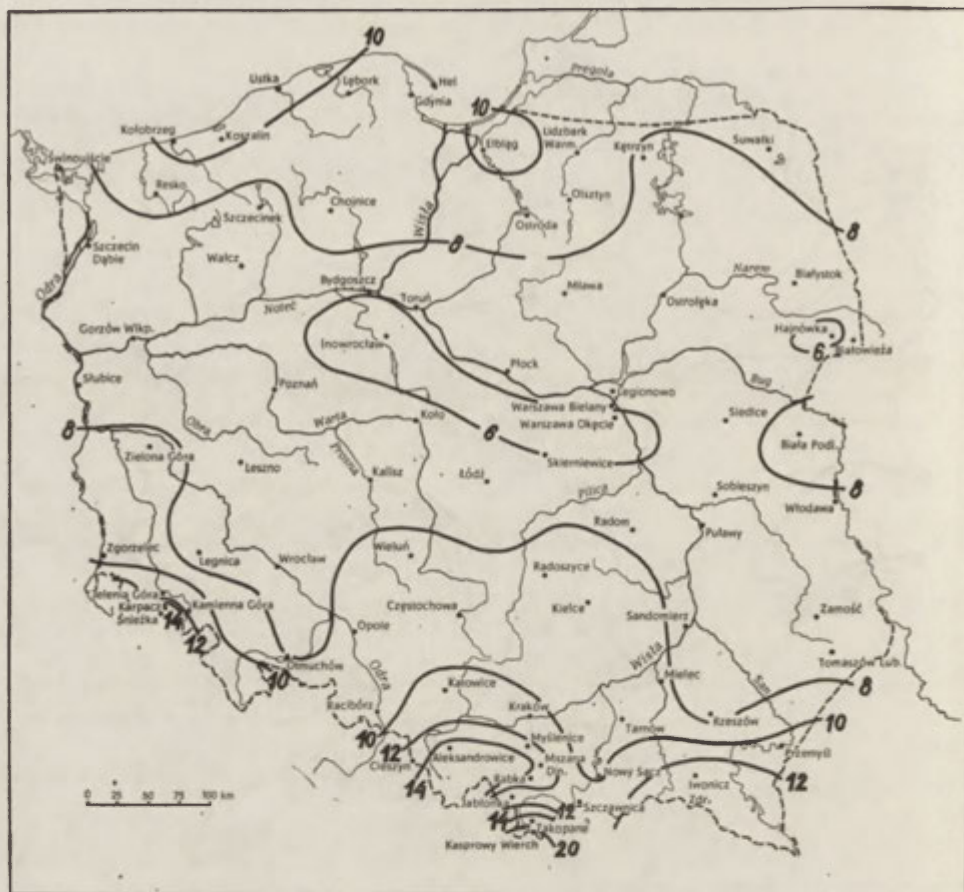 10
Ustka
Lębork
Hel
Gdynia
Pregoła
10
Kołobrzeg
Koszalin
Elbląg
Lidzbark
Warm.
Kętrzyn
Suwałki
Świnoujście
Resko
Szczecinek
Chojnice
Wisła
Olsztyn
Ostróda
8
8
Szczecin
Dąbie
Wałcz
Odra
Bydgoszcz
Toruń
Mława
Ostrołęka
Narew
Białystok
Noteć
Gorzów Wlkp.
Inowrocław
Hajnówka
6
Białowieża
Słubice
Poznań
Płock
Legionowo
Bug
Warszawa Bielany
Warszawa Okęcie
Siedlce
Warta
Koło
6
8
Obra
Prosna
Biała Podl.
Zielona Góra
Leszno
Kalisz
Łódź
Skierniewice
Pilica
Sobieszyn
8
Włodawa
Radom
Puławy
Zgorzelec
Legnica
Wrocław
Wieluń
Radoszyce
Jelenia Góra
Karpacz
Śnieżka
Kamienna Góra
14
12
Częstochowa
Kielce
Sandomierz
Zamość
Opole
Otmuchów
10
Odra
Wisła
Tomaszów Lub.
Mielec
San
8
Katowice
Racibórz
Kraków
Tarnów
Rzeszów
10
10
12
Cieszyn
Aleksandrowice
Myślenice
Mszana
Dln.
Nowy Sącz
Przemyśl
14
Rabka
Iwonicz
Zdr.
12
Jabłonka
12
Szczawnica
14
Zakopane
Kasprowy Wierch
20
0 25 50 75 100 km